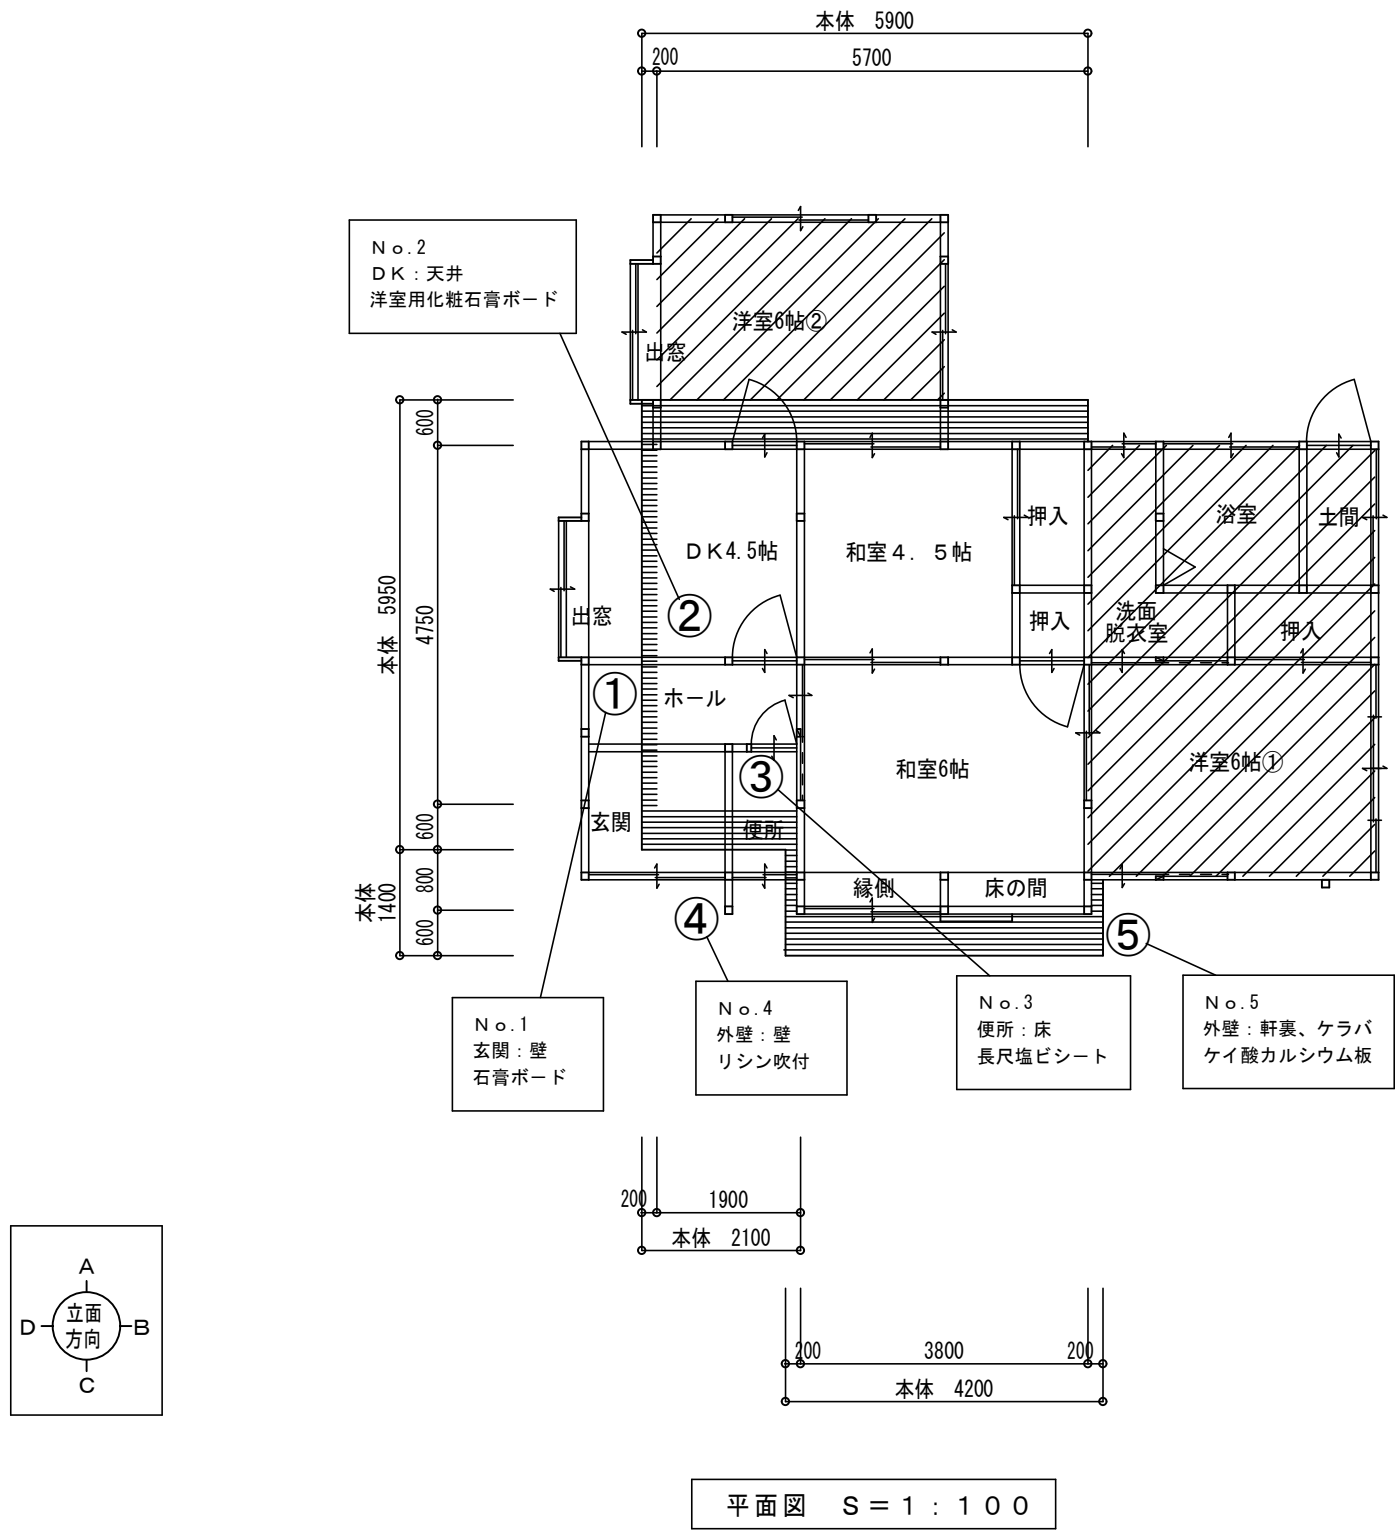 本体 5900
200
5700
No.2
DK:天井
洋室用化粧石膏ボード
洋室6帖②
出窓
600
4750
本体 5950
600
800
600
本体
1400
DK4.5帖
和室4.5帖
押入
浴室
土間
出窓
②
押入
洗面
脱衣室
押入
①
ホール
③
和室6帖
洋室6帖①
玄関
便所
縁側
床の間
④
⑤
No.1
玄関:壁
石膏ボード
No.4
外壁:壁
リシン吹付
No.3
便所:床
長尺塩ビシート
No.5
外壁:軒裏、ケラバ
ケイ酸カルシウム板
200
1900
本体 2100
A
D
立面
方向
B
C
200
3800
200
本体 4200
平面図 S=1:100